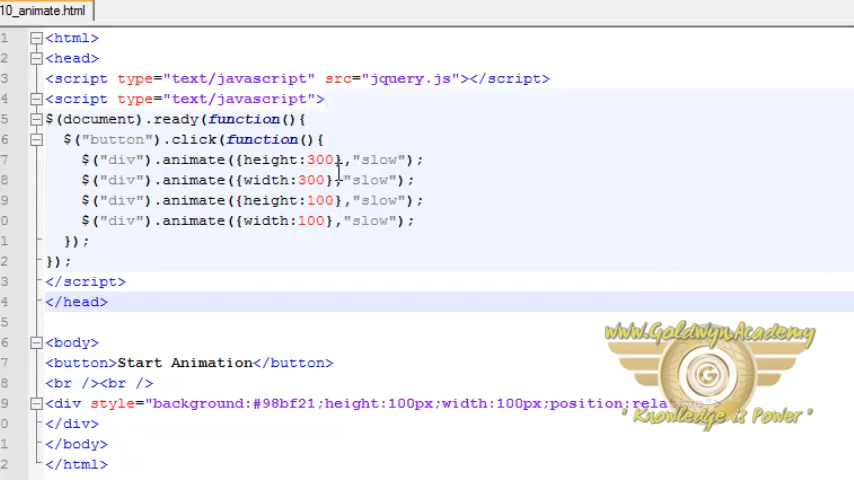 10_animate.html
1 <html>
2 <head>
3 <script type="text/javascript" src="jquery.js"></script>
4 <script type="text/javascript">
5 $(document).ready(function(){
6 $("button").click(function(){
7 $("div").animate({height:300},"slow");
8 $("div").animate({width:300},"slow");
9 $("div").animate({height:100},"slow");
0 $("div").animate({width:100},"slow");
1 });
2 });
3 </script>
4 </head>
5
6 <body>
7 <button>Start Animation</button>
8 <br /><br />
9 <div style="background:#98bf21;height:100px;width:100px;position:relative">
0 </div>
1 </body>
2 </html>
www.GoldwynAcademy
G
" Knowledge is Power "